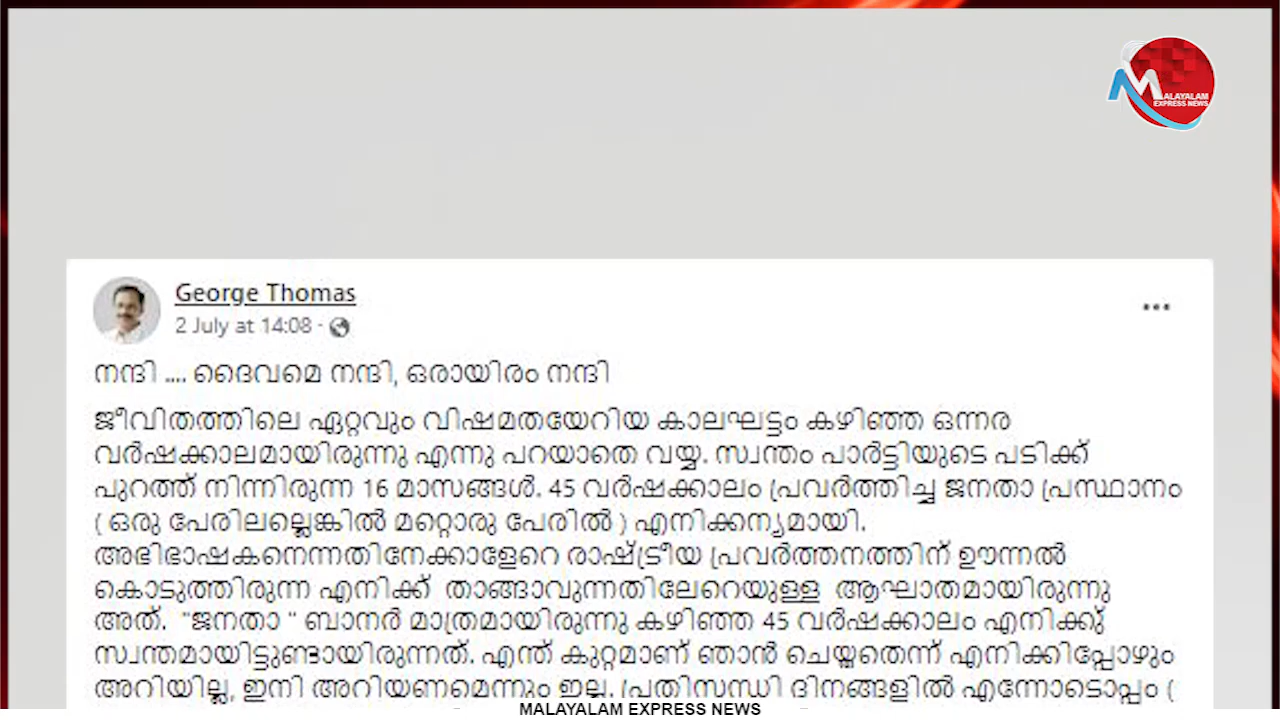 MALAYALAM
EXPRESS NEWS
George Thomas
2 July at 14:08 ·
നന്ദി .... ദൈവമെ നന്ദി, ഒരായിരം നന്ദി
ജീവിതത്തിലെ ഏറ്റവും വിഷമതയേറിയ കാലഘട്ടം കഴിഞ്ഞ ഒന്നര
വർഷക്കാലമായിരുന്നു എന്നു പറയാതെ വയ്യ. സ്വന്തം പാർട്ടിയുടെ പടിക്ക്
പുറത്ത് നിന്നിരുന്ന 16 മാസങ്ങൾ. 45 വർഷക്കാലം പ്രവർത്തിച്ച ജനതാ പ്രസ്ഥാനം
( ഒരു പേരിലല്ലെങ്കിൽ മറ്റൊരു പേരിൽ ) എനിക്കന്യമായി.
അഭിഭാഷകനെന്നതിനേക്കാളേറെ രാഷ്ട്രീയ പ്രവർത്തനത്തിന് ഊന്നൽ
കൊടുത്തിരുന്ന എനിക്ക് താങ്ങാവുന്നതിലേറെയുള്ള ആഘാതമായിരുന്നു
അത്. "ജനതാ " ബാനർ മാത്രമായിരുന്നു കഴിഞ്ഞ 45 വർഷക്കാലം എനിക്കു്
സ്വന്തമായിട്ടുണ്ടായിരുന്നത്. എന്ത് കുറ്റമാണ് ഞാൻ ചെയ്തതെന്ന് എനിക്കിപ്പോഴും
അറിയില്ല, ഇനി അറിയണമെന്നും ഇല്ല. പ്രതിസന്ധി ദിനങ്ങളിൽ എന്നോടൊപ്പം (
MALAYALAM EXPRESS NEWS